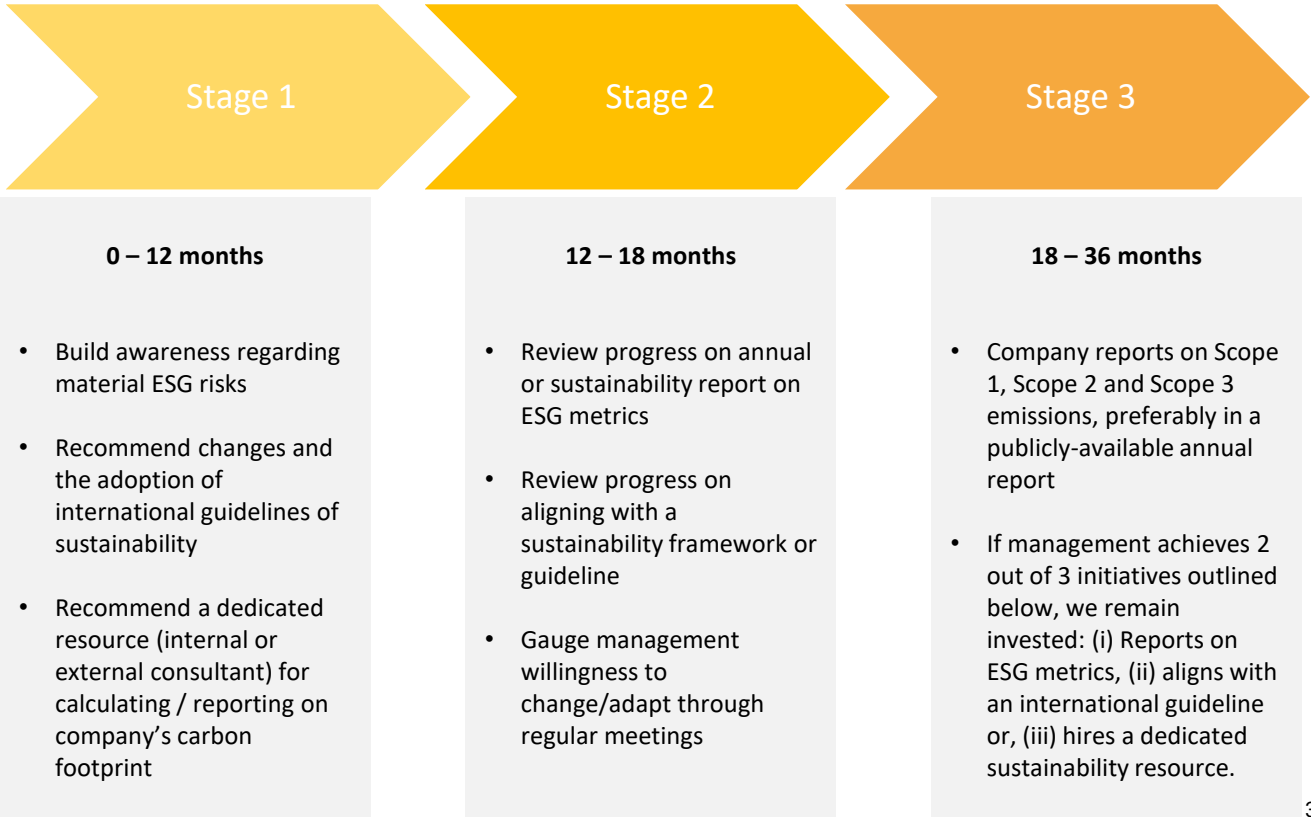 Stage 1
Stage 2
Stage 3
0 – 12 months
• Build awareness regarding
material ESG risks
• Recommend changes and
the adoption of
international guidelines of
sustainability
• Recommend a dedicated
resource (internal or
external consultant) for
calculating / reporting on
company’s carbon
footprint
12 – 18 months
• Review progress on annual
or sustainability report on
ESG metrics
• Review progress on
aligning with a
sustainability framework or
guideline
• Gauge management
willingness to
change/adapt through
regular meetings
18 – 36 months
• Company reports on Scope
1, Scope 2 and Scope 3
emissions, preferably in a
publicly-available annual
report
• If management achieves 2
out of 3 initiatives outlined
below, we remain
invested: (i) Reports on
ESG metrics, (ii) aligns with
an international guideline
or, (iii) hires a dedicated
sustainability resource.